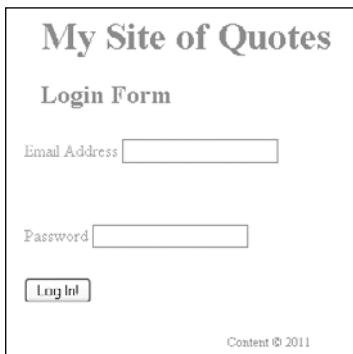 My Site of Quotes
Login Form
Email Address
Password
Log In!
Content © 2011